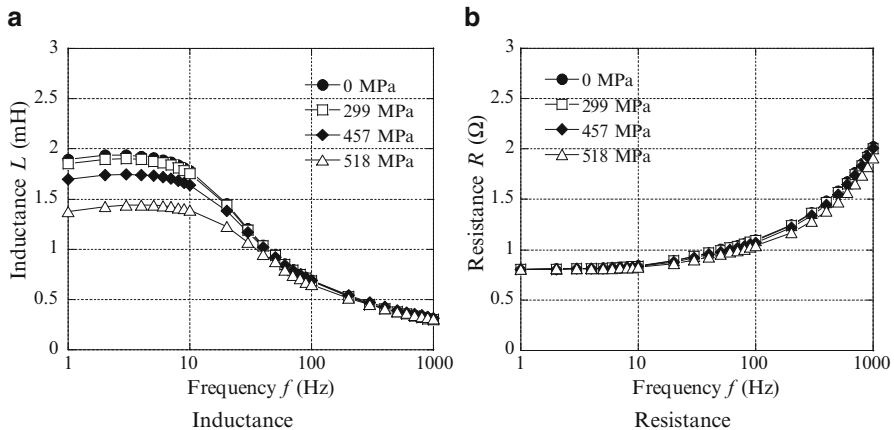 a
3
2.5
2
1.5
1
0.5
0
Inductance L (mH)
0 MPa
299 MPa
457 MPa
518 MPa
1
10
100
1000
Frequency f (Hz)
Inductance
b
3
2.5
2
1.5
1
0.5
0
Resistance R (Ω)
0 MPa
299 MPa
457 MPa
518 MPa
1
10
100
1000
Frequency f (Hz)
Resistance